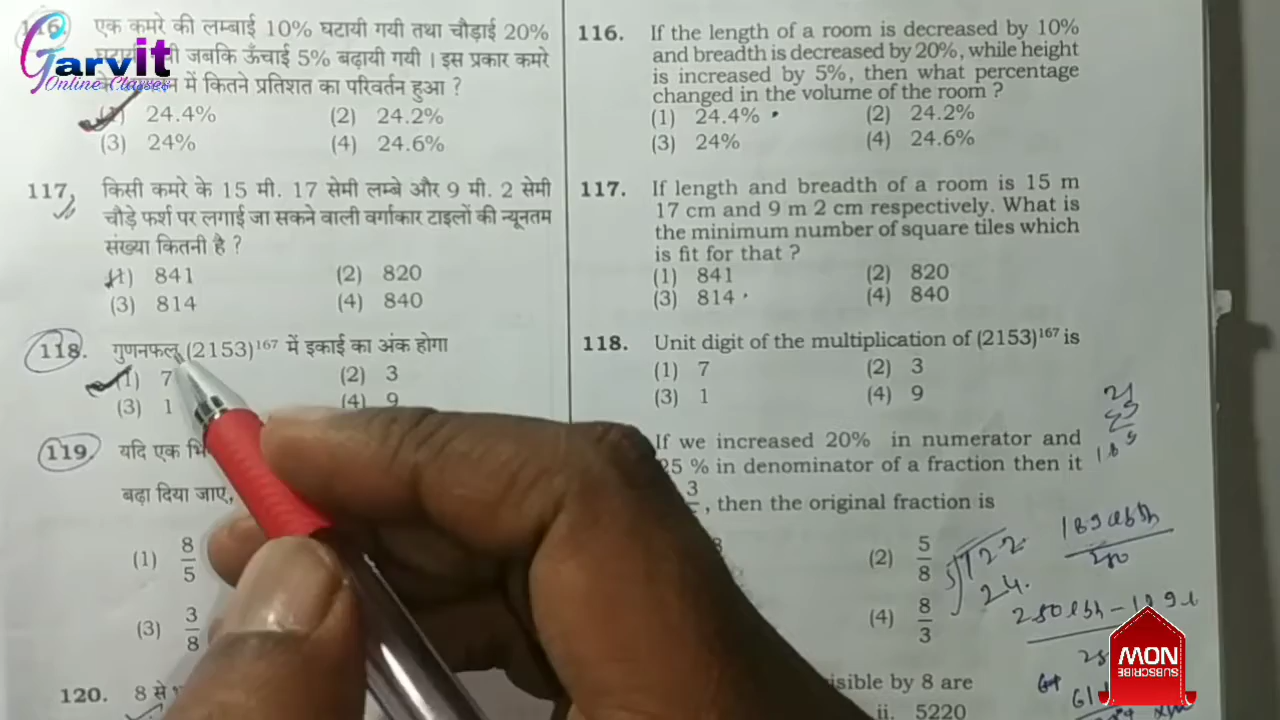 Garvit
Online Classes
116. एक कमरे की लम्बाई 10% घटायी गयी तथा चौड़ाई 20%
जबकि ऊँचाई 5% बढ़ायी गयी । इस प्रकार कमरे
में कितने प्रतिशत का परिवर्तन हुआ ?
24.4% (2) 24.2%
(3) 24% (4) 24.6%
117. किसी कमरे के 15 मी. 17 सेमी लम्बे और 9 मी. 2 सेमी
चौड़े फर्श पर लगाई जा सकने वाली वर्गाकार टाइलों की न्यूनतम
संख्या कितनी है ?
(1) 841 (2) 820
(3) 814 (4) 840
118. गुणनफल (2153)¹⁶⁷ में इकाई का अंक होगा
(1) 7 (2) 3
(3) 1 (4) 9
119. यदि एक
बढ़ा दिया जाए,
(1) 8/5
(3) 3/8
120. 8 से
116. If the length of a room is decreased by 10%
and breadth is decreased by 20%, while height
is increased by 5%, then what percentage
changed in the volume of the room ?
(1) 24.4% (2) 24.2%
(3) 24% (4) 24.6%
117. If length and breadth of a room is 15 m
17 cm and 9 m 2 cm respectively. What is
the minimum number of square tiles which
is fit for that ?
(1) 841 (2) 820
(3) 814 (4) 840
118. Unit digit of the multiplication of (2153)¹⁶⁷ is
(1) 7 (2) 3
(3) 1 (4) 9
If we increased 20% in numerator and
25 % in denominator of a fraction then it
3
, then the original fraction is
(2) 5/8
(4) 8/3
isible by 8 are
ii. 5220
122
24.
MON
SUBSCRIBE